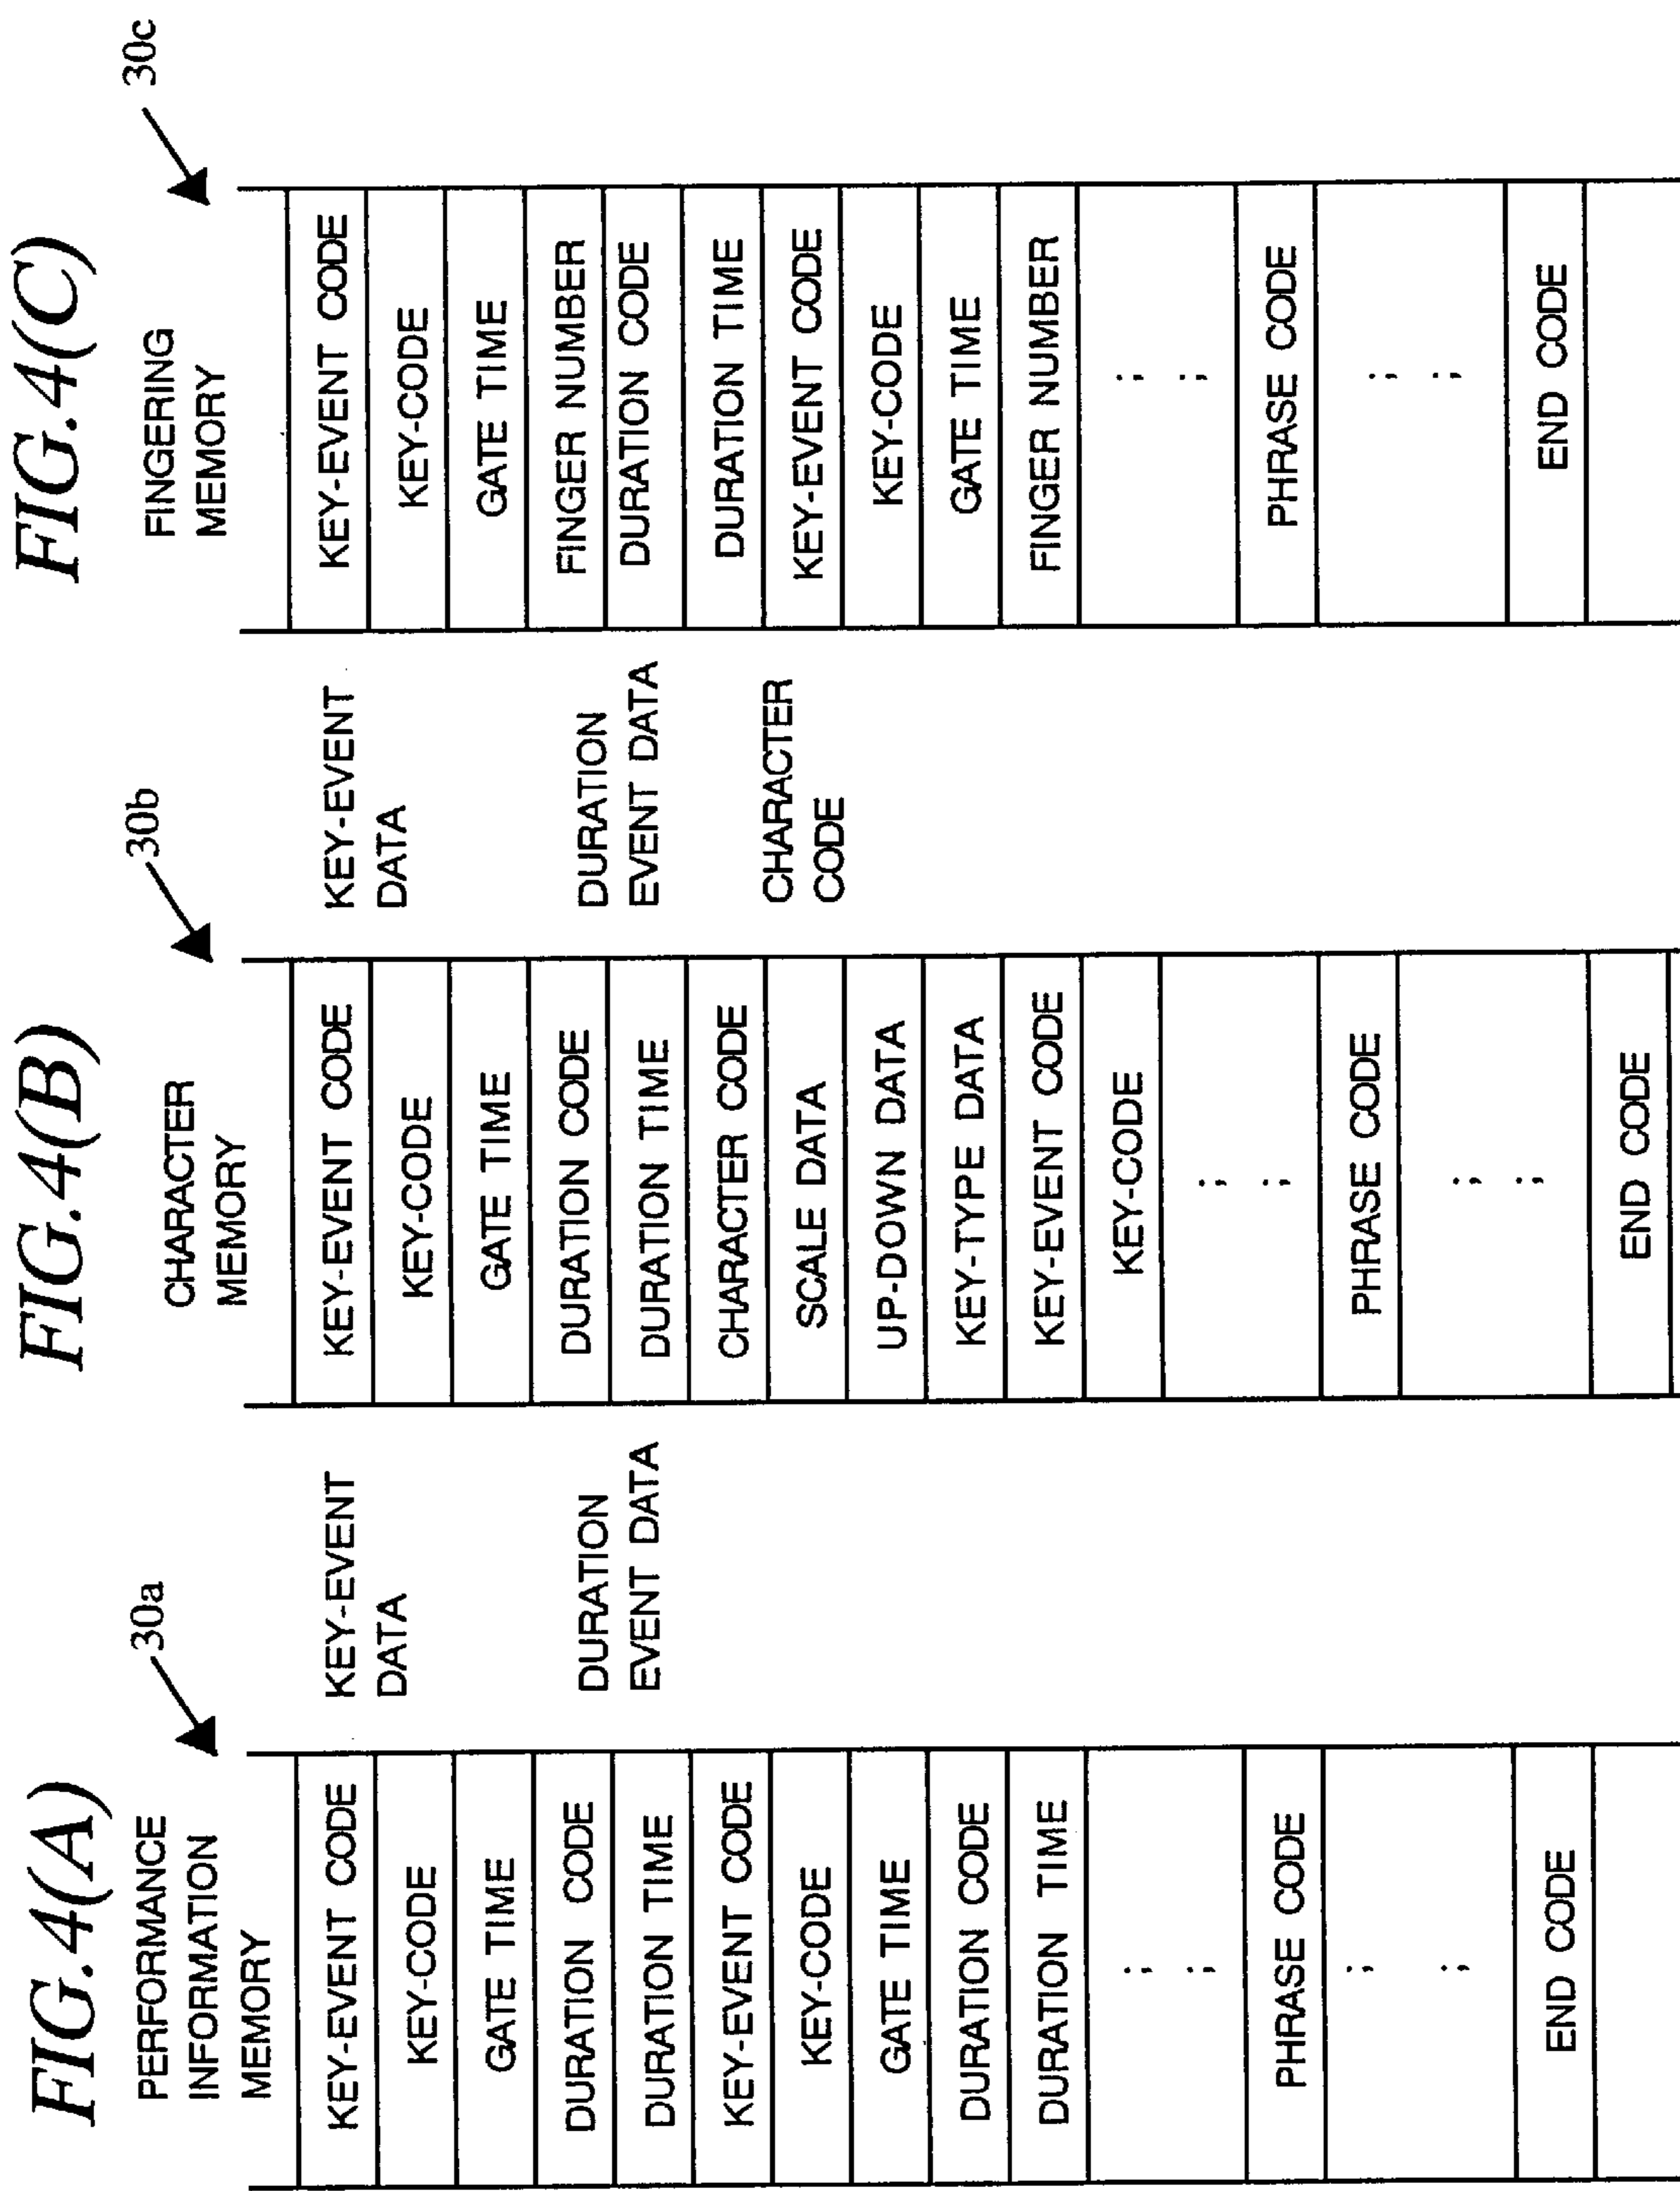 FIG.4(A)
PERFORMANCE
INFORMATION
MEMORY
30a
KEY-EVENT CODE
KEY-CODE
GATE TIME
DURATION CODE
DURATION TIME
KEY-EVENT CODE
KEY-CODE
GATE TIME
DURATION CODE
DURATION TIME
PHRASE CODE
END CODE
KEY-EVENT
DATA
DURATION
EVENT DATA
FIG.4(B)
CHARACTER
MEMORY
30b
KEY-EVENT CODE
KEY-CODE
GATE TIME
DURATION CODE
DURATION TIME
CHARACTER CODE
SCALE DATA
UP-DOWN DATA
KEY-TYPE DATA
KEY-EVENT CODE
KEY-CODE
PHRASE CODE
END CODE
KEY-EVENT
DATA
DURATION
EVENT DATA
CHARACTER
CODE
FIG.4(C)
FINGERING
MEMORY
30c
KEY-EVENT CODE
KEY-CODE
GATE TIME
FINGER NUMBER
DURATION CODE
DURATION TIME
KEY-EVENT CODE
KEY-CODE
GATE TIME
FINGER NUMBER
PHRASE CODE
END CODE